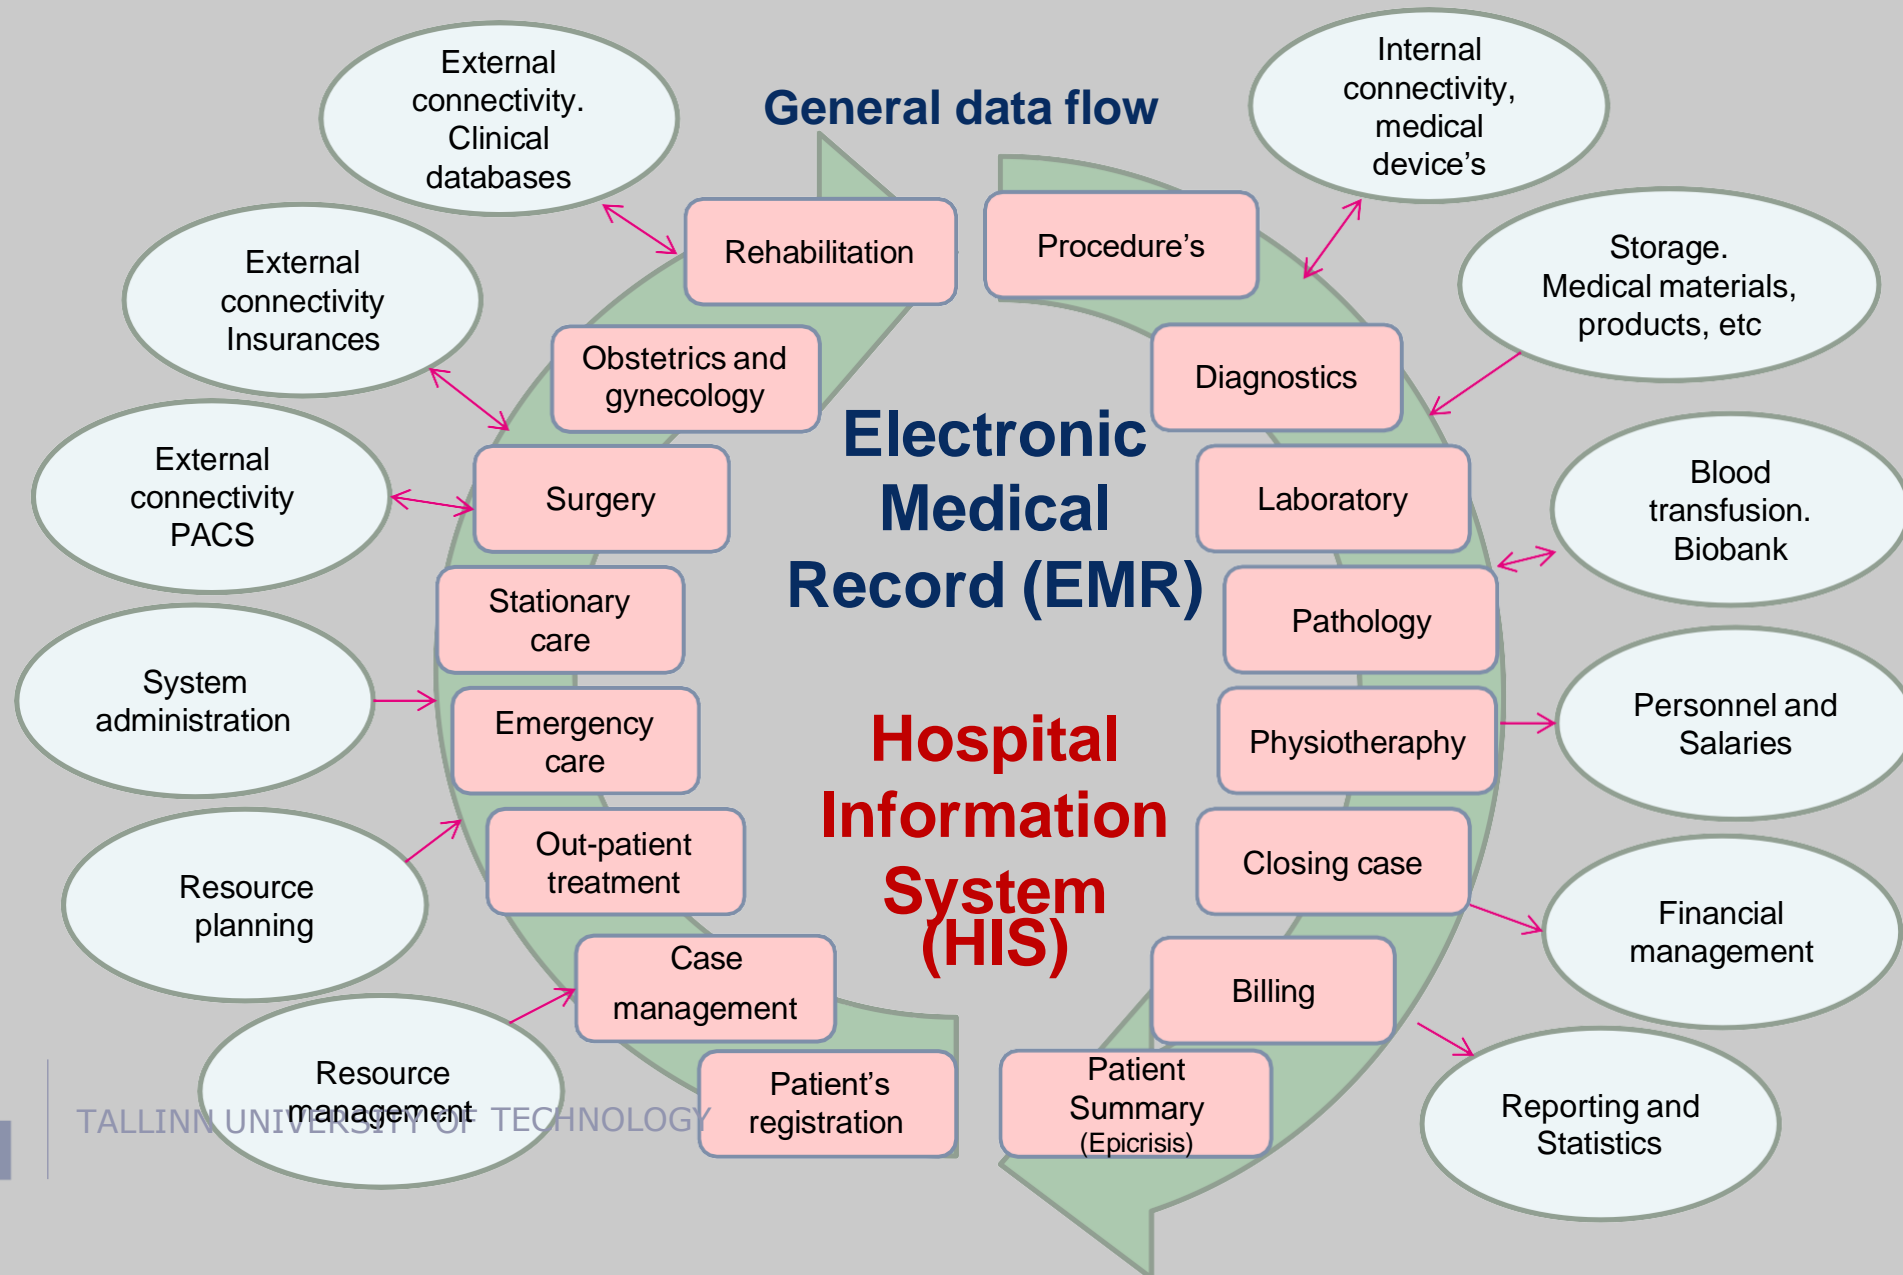 General data flow
External
connectivity.
Clinical
databases
Internal
connectivity,
medical
device’s
External
connectivity
Insurances
Rehabilitation
Procedure’s
Storage.
Medical materials,
products, etc
Obstetrics and
gynecology
Diagnostics
External
connectivity
PACS
Surgery
Electronic
Medical
Record (EMR)
Laboratory
Blood
transfusion.
Biobank
Stationary
care
Pathology
System
administration
Emergency
care
Hospital
Information
System
(HIS)
Physiotheraphy
Personnel and
Salaries
Resource
planning
Out-patient
treatment
Closing case
Financial
management
Case
management
Billing
Resource
management
Patient’s
registration
Patient
Summary
(Epicrisis)
Reporting and
Statistics
TALLINN UNIVERSITY OF TECHNOLOGY